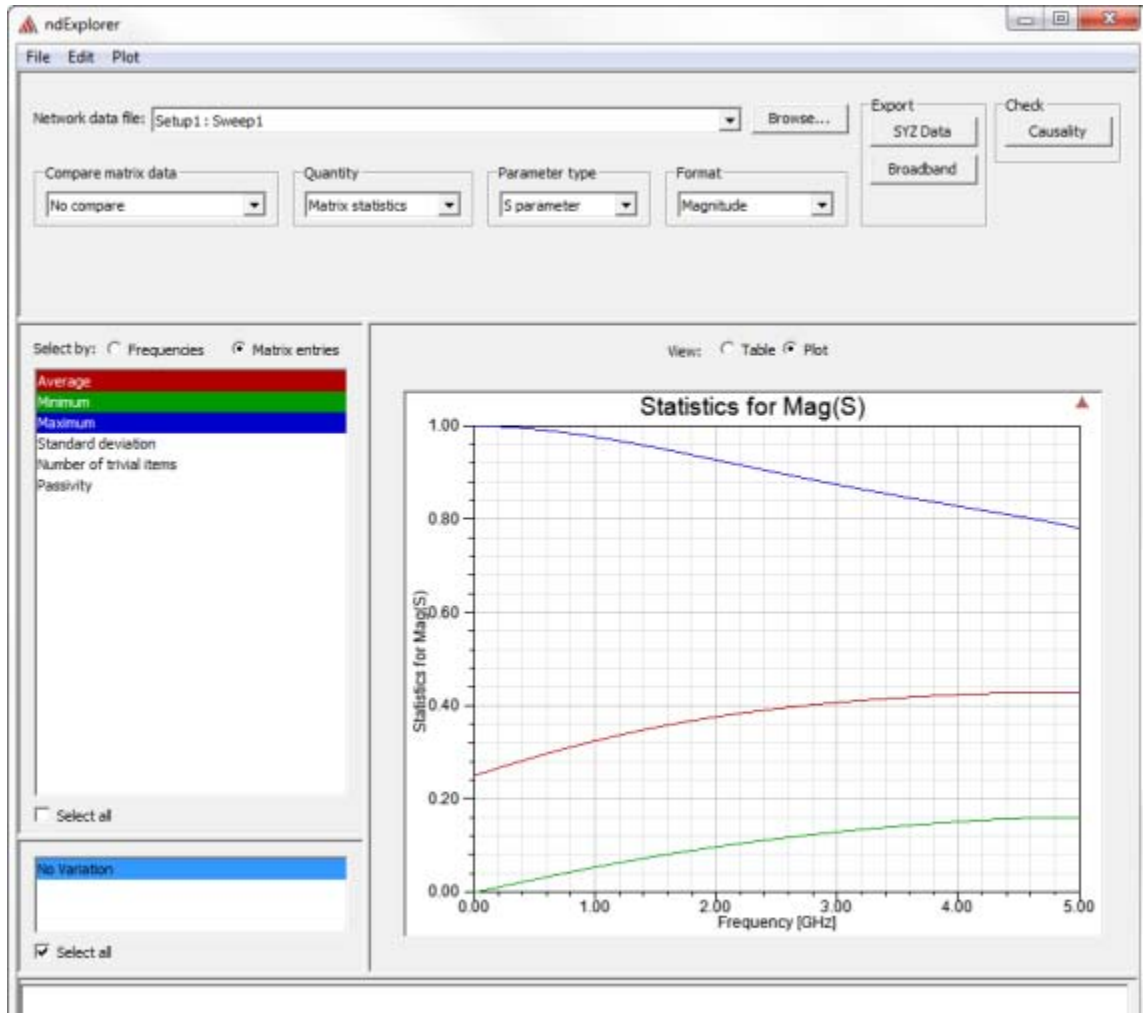 ndExplorer
File Edit Plot
Network data file: Setup1 : Sweep1 Browse...
Export
SYZ Data
Broadband
Check
Causality
Compare matrix data
No compare
Quantity
Matrix statistics
Parameter type
S parameter
Format
Magnitude
Select by: Frequencies Matrix entries
Average
Minimum
Maximum
Standard deviation
Number of trivial items
Passivity
Select all
No Variation
Select all
View: Table Plot
Statistics for Mag(S)
Statistics for Mag(S)
1.00
0.80
0.60
0.40
0.20
0.00
0.00 1.00 2.00 3.00 4.00 5.00
Frequency [GHz]